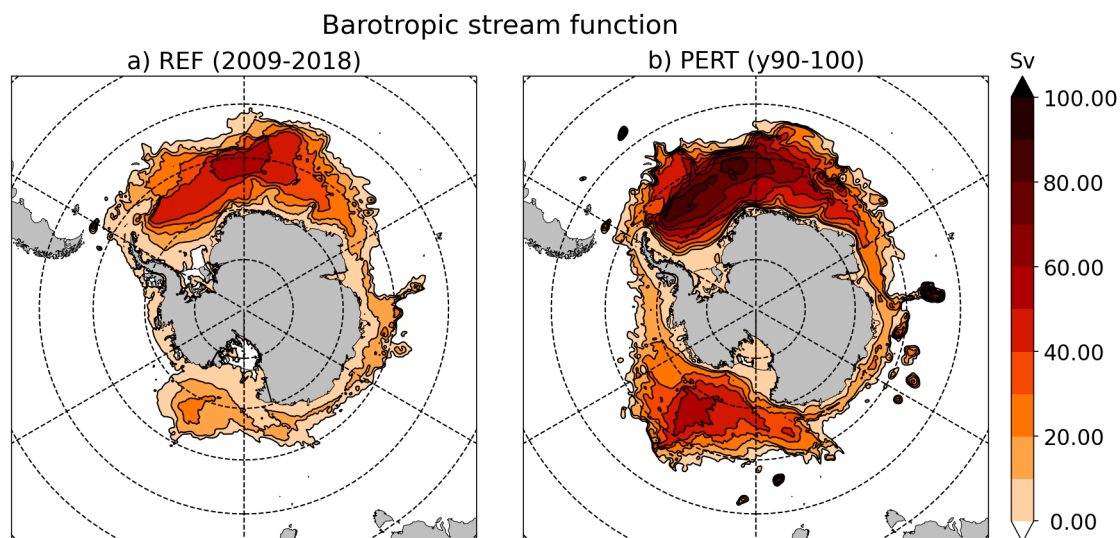 Barotropic stream function
a) REF (2009-2018)
b) PERT (y90-100)
Sv
100.00
80.00
60.00
40.00
20.00
0.00